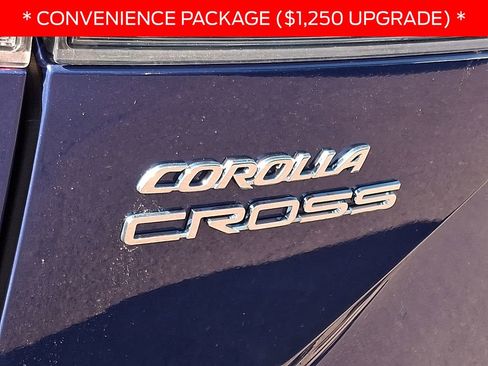 * CONVENIENCE PACKAGE ($1,250 UPGRADE) *
COROLLA
CROSS